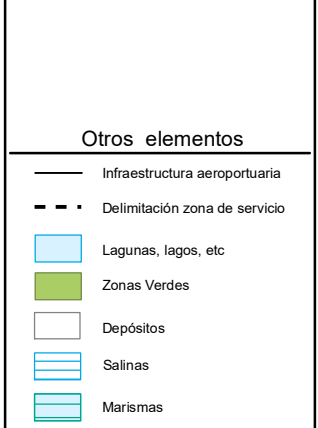 Otros elementos
Infraestructura aeroportuaria
Delimitación zona de servicio
Lagunas, lagos, etc
Zonas Verdes
Depósitos
Salinas
Marismas